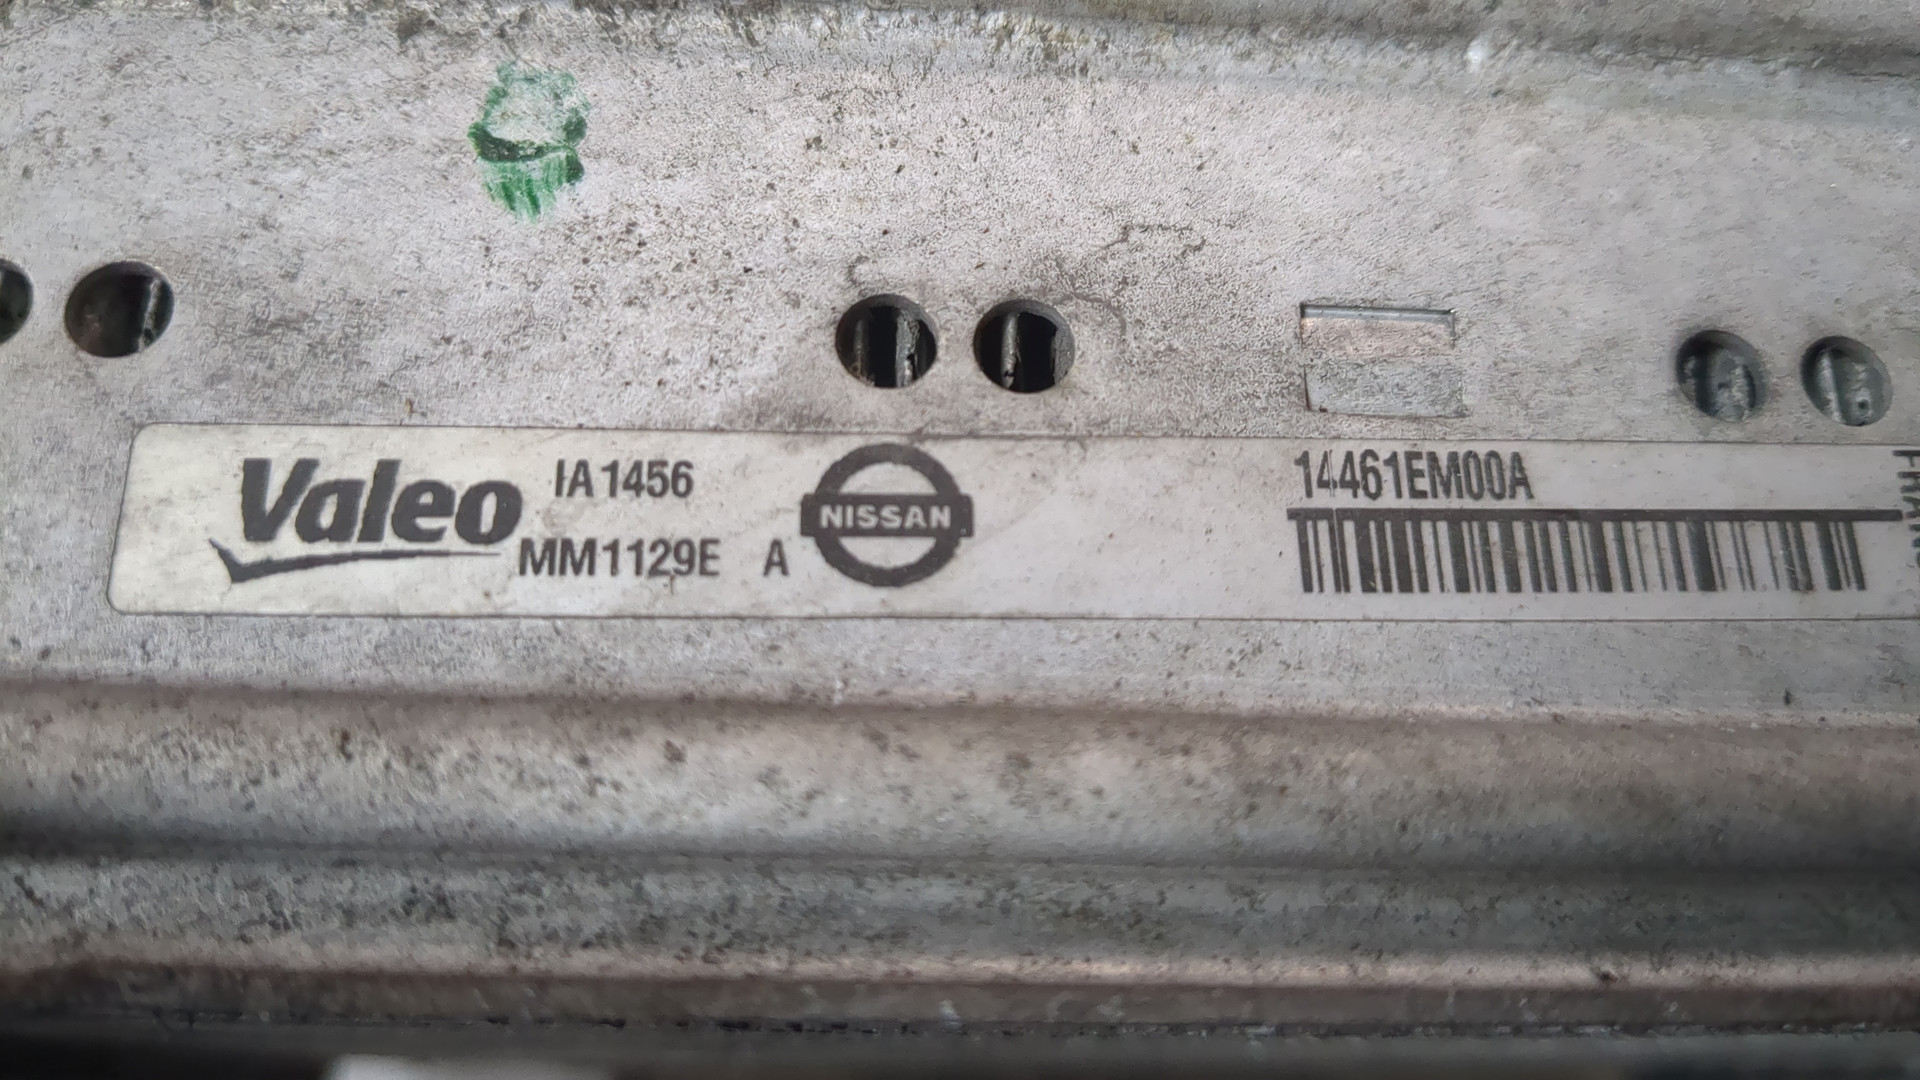 Valeo
IA1456
MM1129E A
NISSAN
14461EM00A